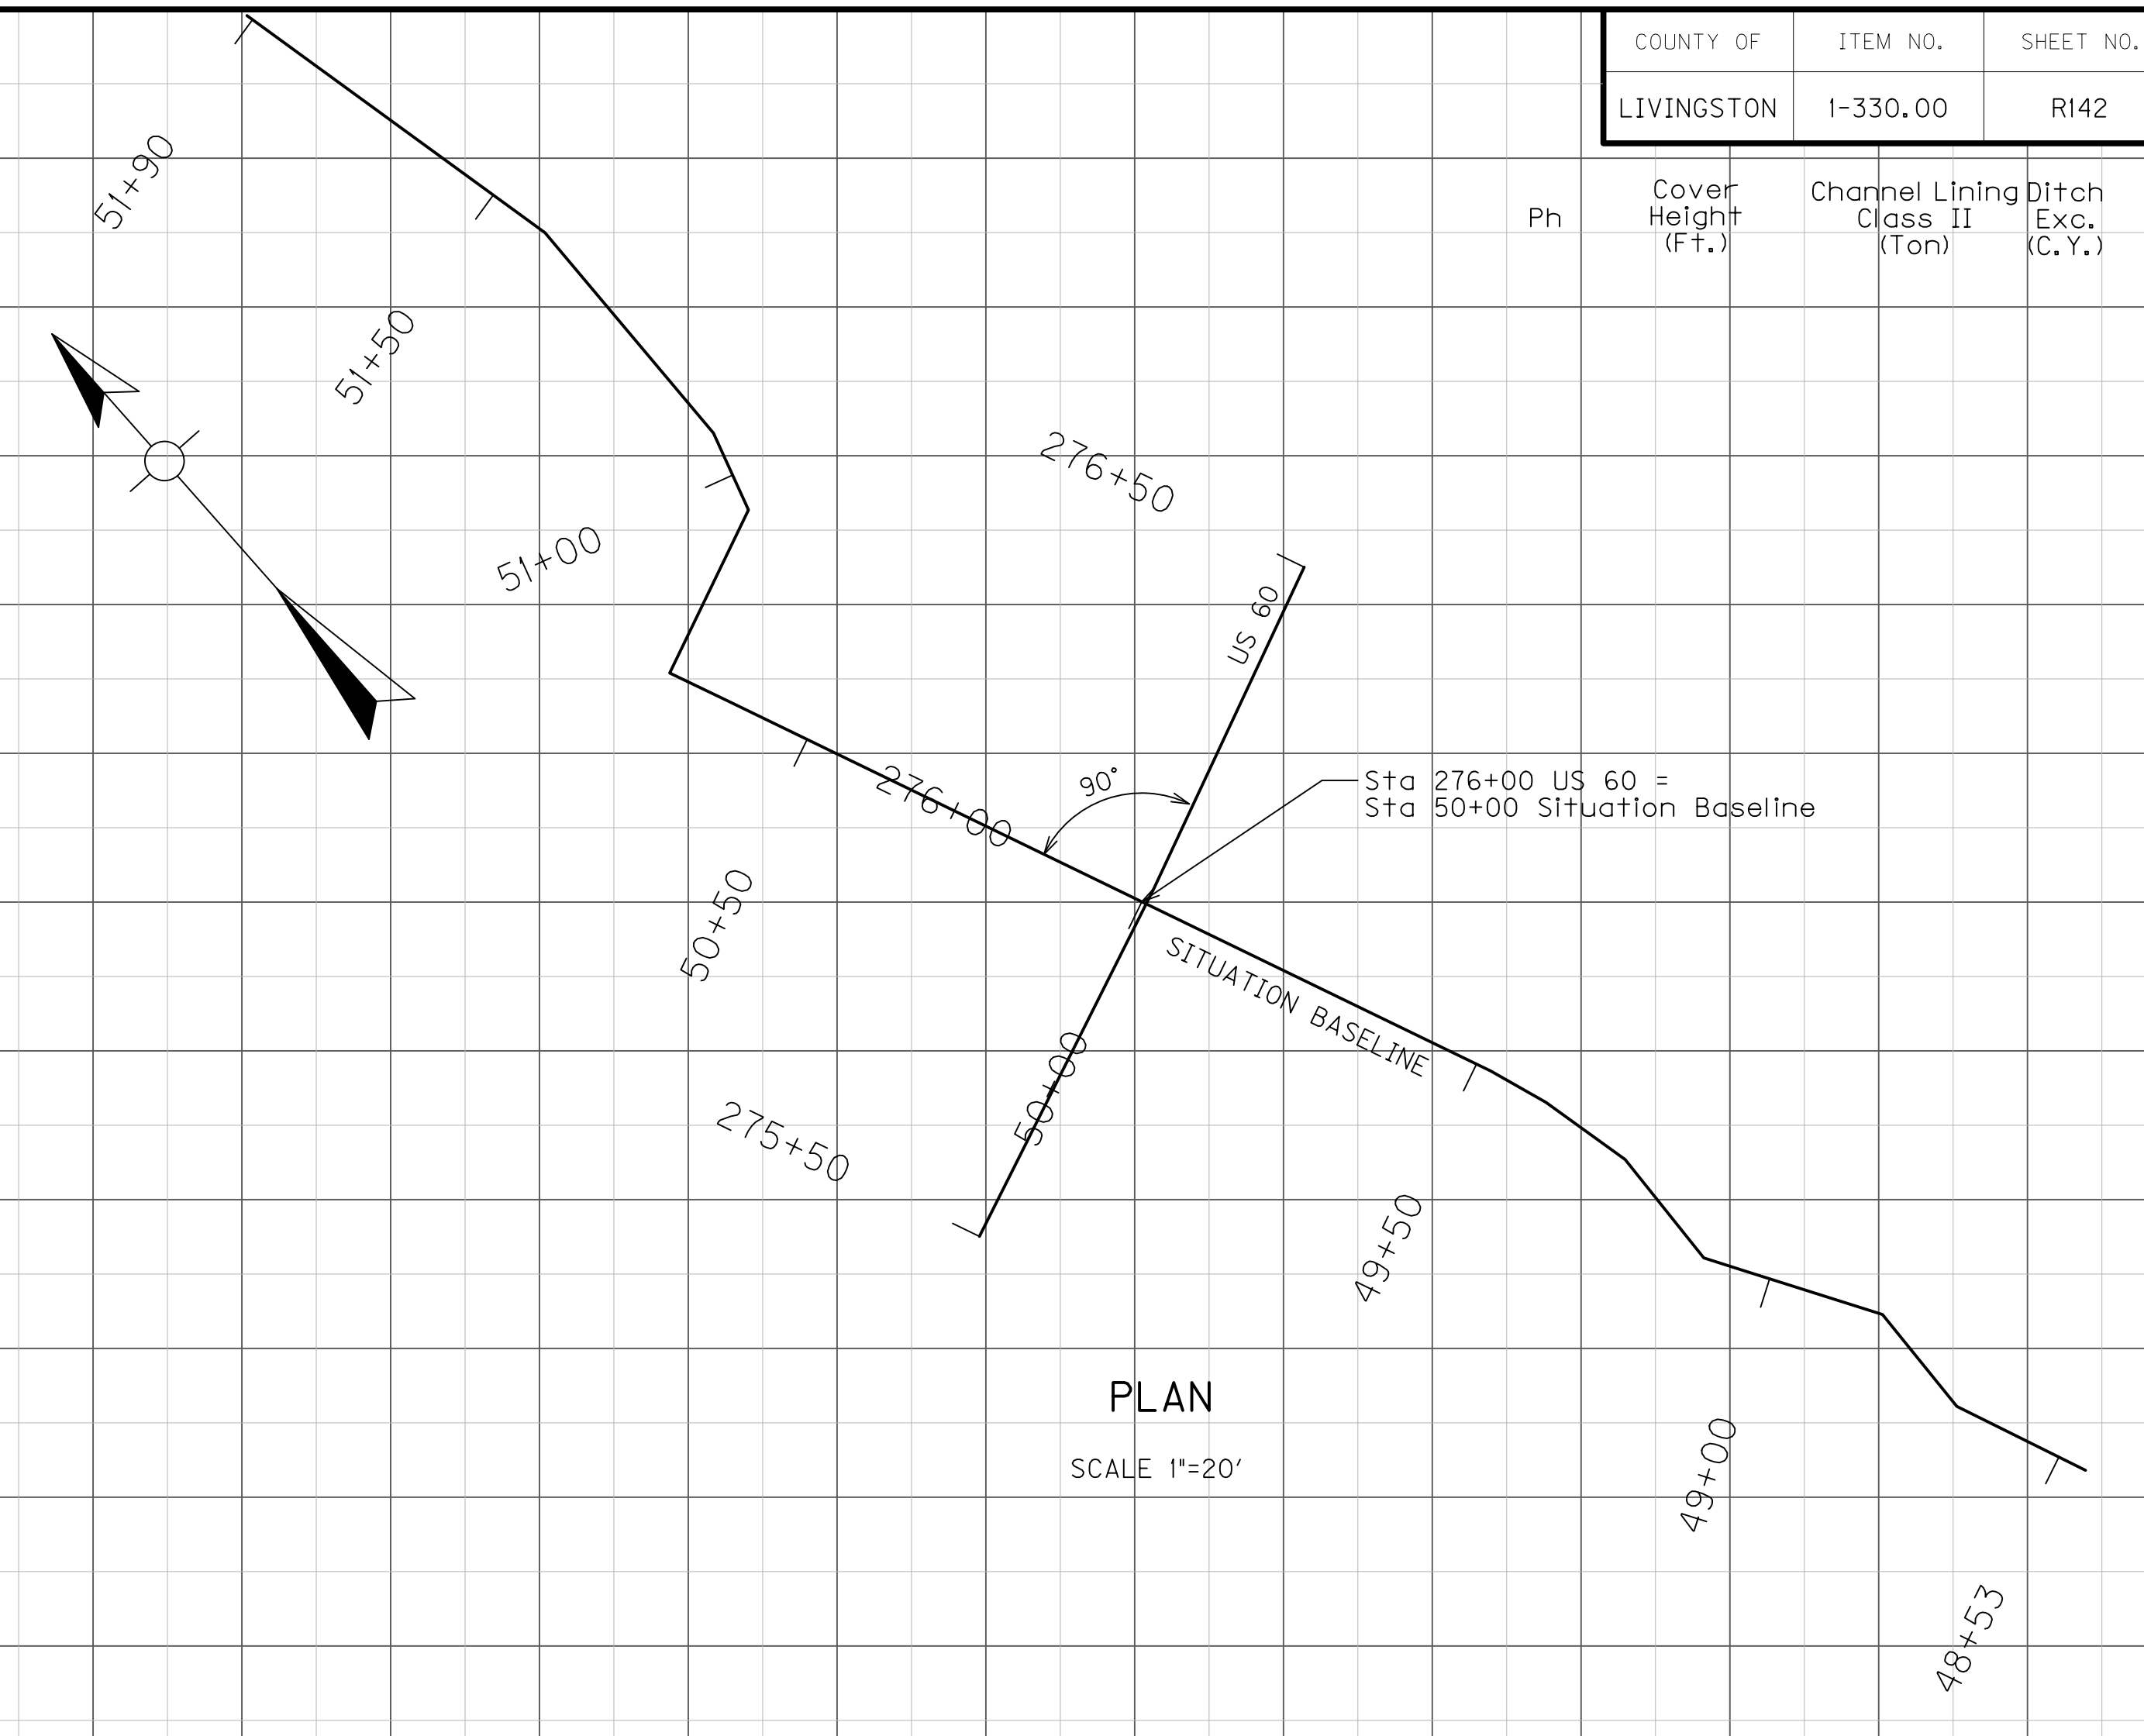 COUNTY OF ITEM NO. SHEET NO.
LIVINGSTON 1-330.00 R142
Ph
Cover
Height
(Ft.)
Channel Lining
Class II
(Ton)
Ditch
Exc.
(C.Y.)
51+90
51+50
51+00
276+50
US 60
276+00
90°
Sta 276+00 US 60 =
Sta 50+00 Situation Baseline
50+50
SITUATION BASELINE
50+00
275+50
49+50
PLAN
SCALE 1"=20'
49+00
48+53